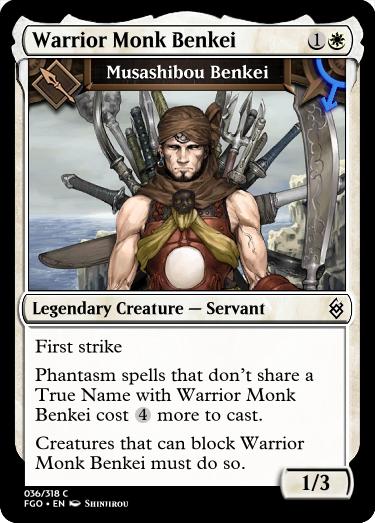 Warrior Monk Benkei 1
Musashibou Benkei
Legendary Creature — Servant
First strike
Phantasm spells that don't share a
True Name with Warrior Monk
Benkei cost 4 more to cast.
Creatures that can block Warrior
Monk Benkei must do so.
1/3
036/318 C
FGO • EN Shinjirou